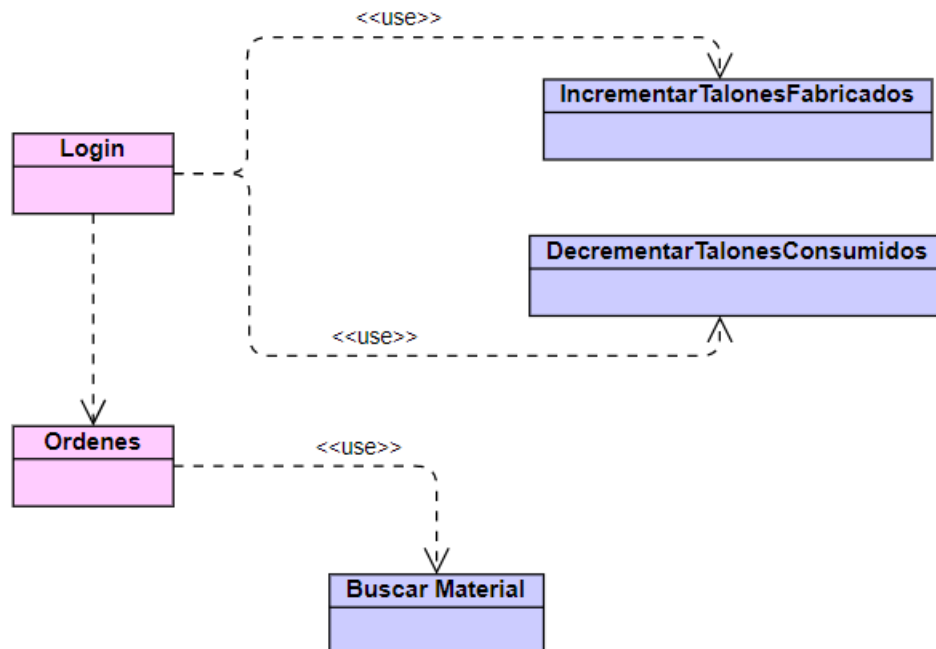 <<use>>
IncrementarTalonesFabricados
Login
DecrementarTalonesConsumidos
<<use>>
Ordenes
<<use>>
Buscar Material